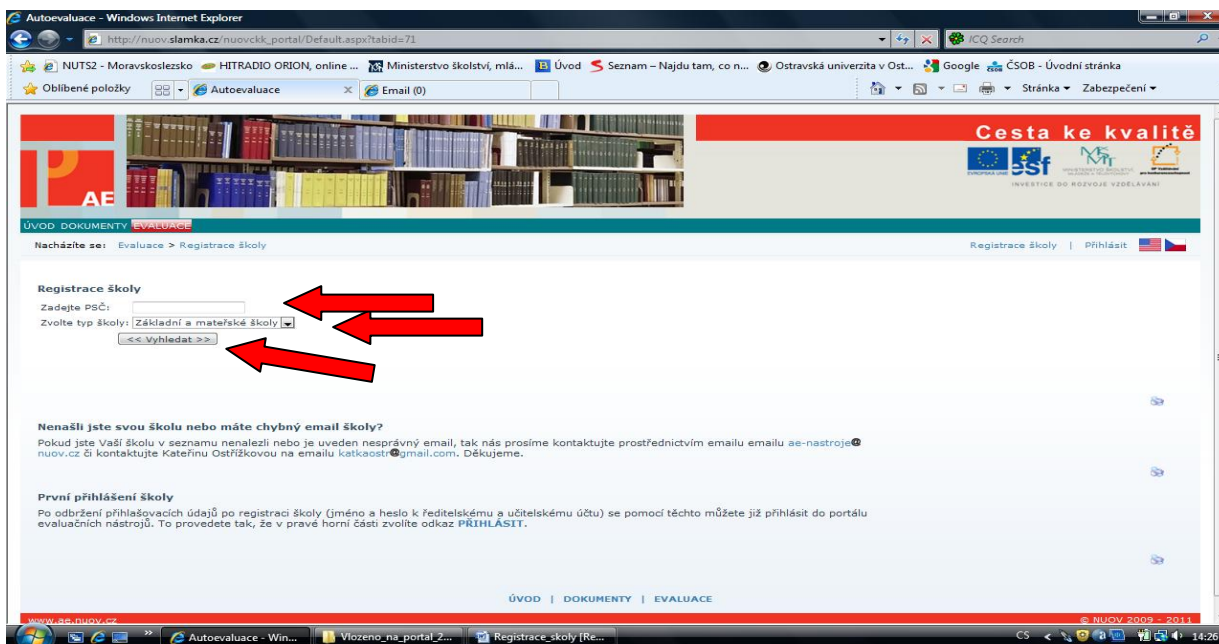 Autoevaluace - Windows Internet Explorer
http://nuov.slamka.cz/nuovckk_portal/Default.aspx?tabid=71
ICQ Search
NUTS2 - Moravskoslezsko HITRADIO ORION, online ... Ministerstvo školství, mlá... Úvod Seznam – Najdu tam, co n... Ostravská univerzita v Ost... Google ČSOB - Úvodní stránka
Oblíbené položky Autoevaluace Email (0) Stránka Zabezpečení
Cesta ke kvalitě
AE
esf
INVESTICE DO ROZVOJE VZDĚLÁVÁNÍ
ÚVOD DOKUMENTY EVALUACE
Nacházíte se: Evaluace > Registrace školy Registrace školy | Přihlásit
Registrace školy
Zadejte PSČ:
Zvolte typ školy: Základní a mateřské školy
<< Vyhledat >>
Nenašli jste svou školu nebo máte chybný email školy?
Pokud jste Vaší školu v seznamu nenalezli nebo je uveden nesprávný email, tak nás prosíme kontaktujte prostřednictvím emailu emailu ae-nastroje@
nuov.cz či kontaktujte Kateřinu Ostřížkovou na emailu katkaostr@gmail.com. Děkujeme.
První přihlášení školy
Po odbržení přihlašovacích údajů po registraci školy (jméno a heslo k ředitelskému a učitelskému účtu) se pomocí těchto můžete již přihlásit do portálu
evaluačních nástrojů. To provedete tak, že v pravé horní části zvolíte odkaz PŘIHLÁSIT.
ÚVOD | DOKUMENTY | EVALUACE
www.ae.nuov.cz © NUOV 2009 - 2011
Autoevaluace - Win... Vlozeno_na_portal_2... Registrace_skoly [Re... CS 14:26